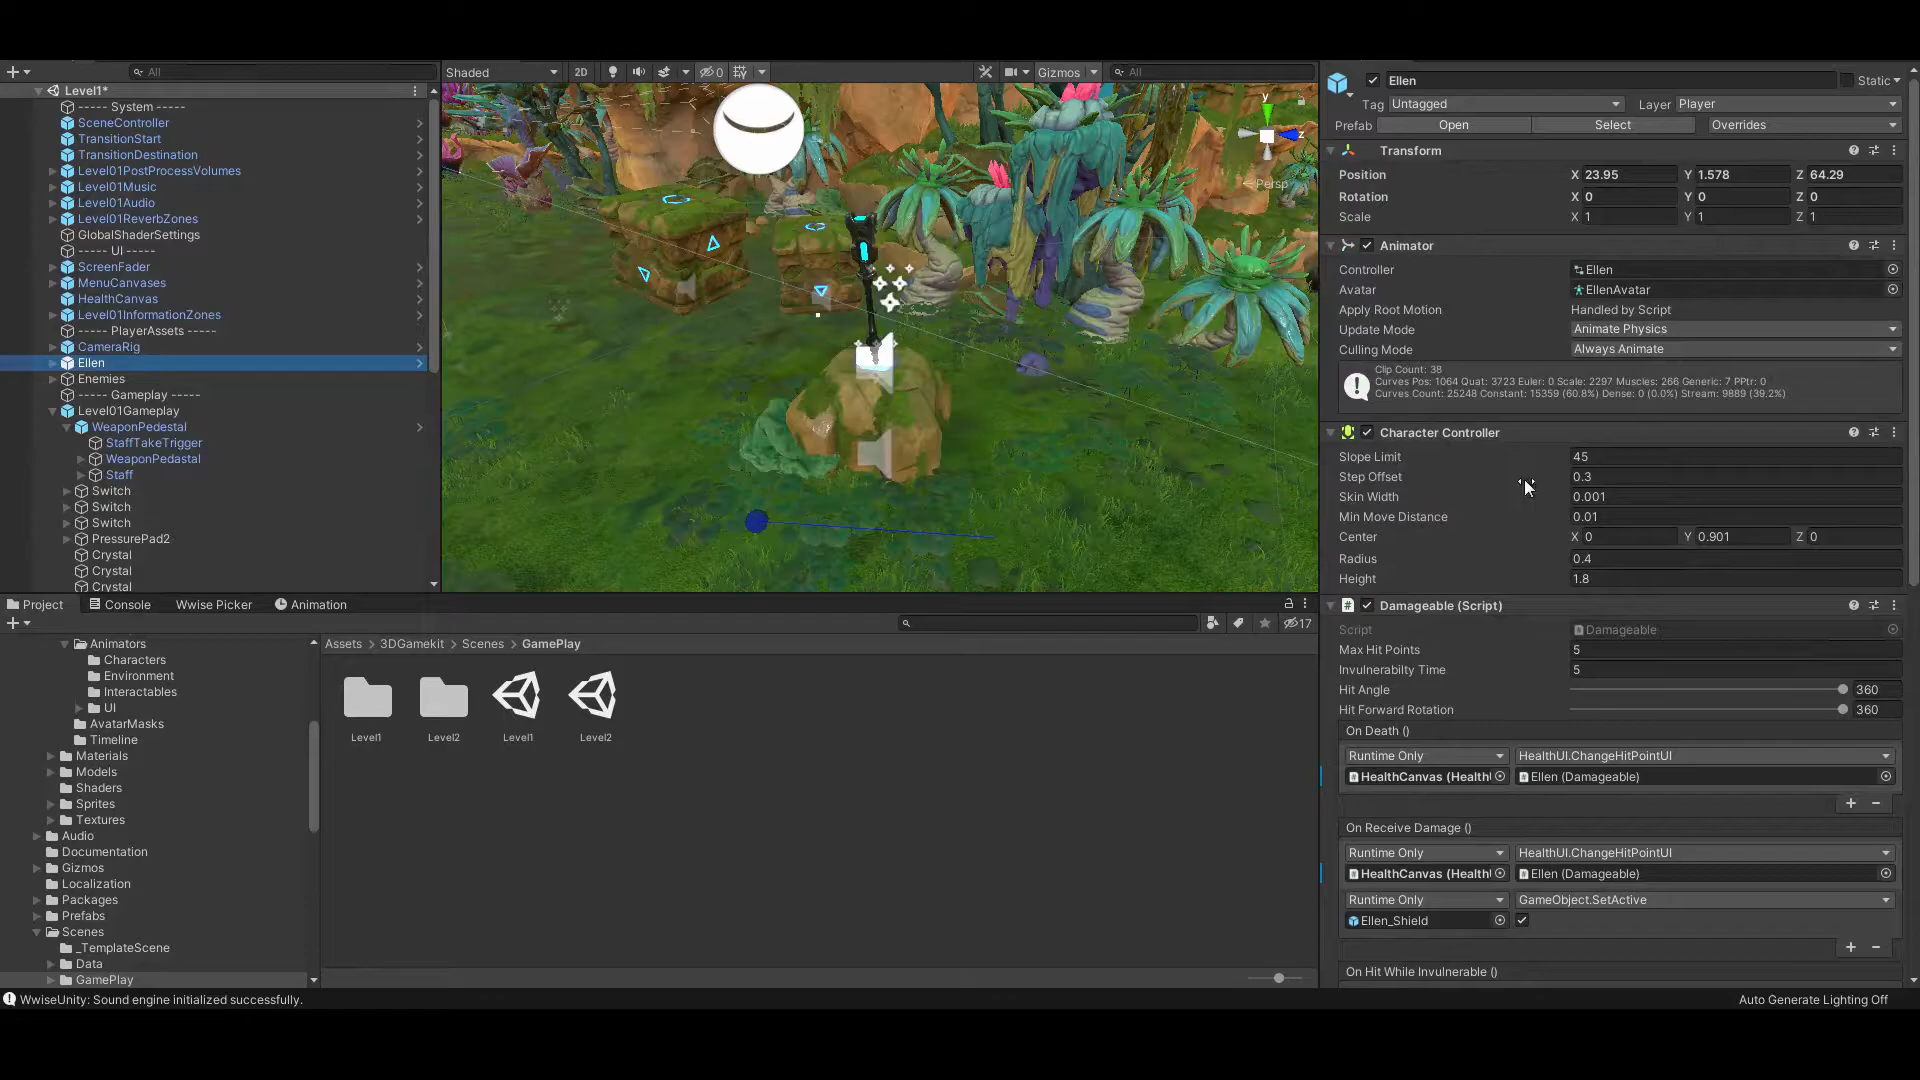 All
Level1*
----- System -----
SceneController
TransitionStart
TransitionDestination
Level01PostProcessVolumes
Level01Music
Level01Audio
Level01ReverbZones
GlobalShaderSettings
----- UI -----
ScreenFader
MenuCanvases
HealthCanvas
Level01InformationZones
----- PlayerAssets -----
CameraRig
Ellen
Enemies
----- Gameplay -----
Level01Gameplay
WeaponPedestal
StaffTakeTrigger
WeaponPedastal
Staff
Switch
Switch
Switch
PressurePad2
Crystal
Crystal
Crystal
Shaded
2D
0
Gizmos
All
y
z
Persp
Ellen
Static
Tag Untagged Layer Player
Prefab Open Select Overrides
Transform
Position X 23.95 Y 1.578 Z 64.29
Rotation X 0 Y 0 Z 0
Scale X 1 Y 1 Z 1
Animator
Controller Ellen
Avatar EllenAvatar
Apply Root Motion Handled by Script
Update Mode Animate Physics
Culling Mode Always Animate
Clip Count: 38
Curves Pos: 1064 Quat: 3723 Euler: 0 Scale: 2297 Muscles: 266 Generic: 7 PPtr: 0
Curves Count: 25248 Constant: 15359 (60.8%) Dense: 0 (0.0%) Stream: 9889 (39.2%)
Character Controller
Slope Limit 45
Step Offset 0.3
Skin Width 0.001
Min Move Distance 0.01
Center X 0 Y 0.901 Z 0
Radius 0.4
Height 1.8
Damageable (Script)
Script Damageable
Max Hit Points 5
Invulnerabilty Time 5
Hit Angle 360
Hit Forward Rotation 360
On Death ()
Runtime Only HealthUI.ChangeHitPointUI
HealthCanvas (Health Ellen (Damageable)
On Receive Damage ()
Runtime Only HealthUI.ChangeHitPointUI
HealthCanvas (Health Ellen (Damageable)
Runtime Only GameObject.SetActive
Ellen_Shield
On Hit While Invulnerable ()
Project Console Wwise Picker Animation
17
Animators
Characters
Environment
Interactables
UI
AvatarMasks
Timeline
Materials
Models
Shaders
Sprites
Textures
Audio
Documentation
Gizmos
Localization
Packages
Prefabs
Scenes
_TemplateScene
Data
GamePlay
Assets > 3DGamekit > Scenes > GamePlay
Level1 Level2 Level1 Level2
WwiseUnity: Sound engine initialized successfully.
Auto Generate Lighting Off